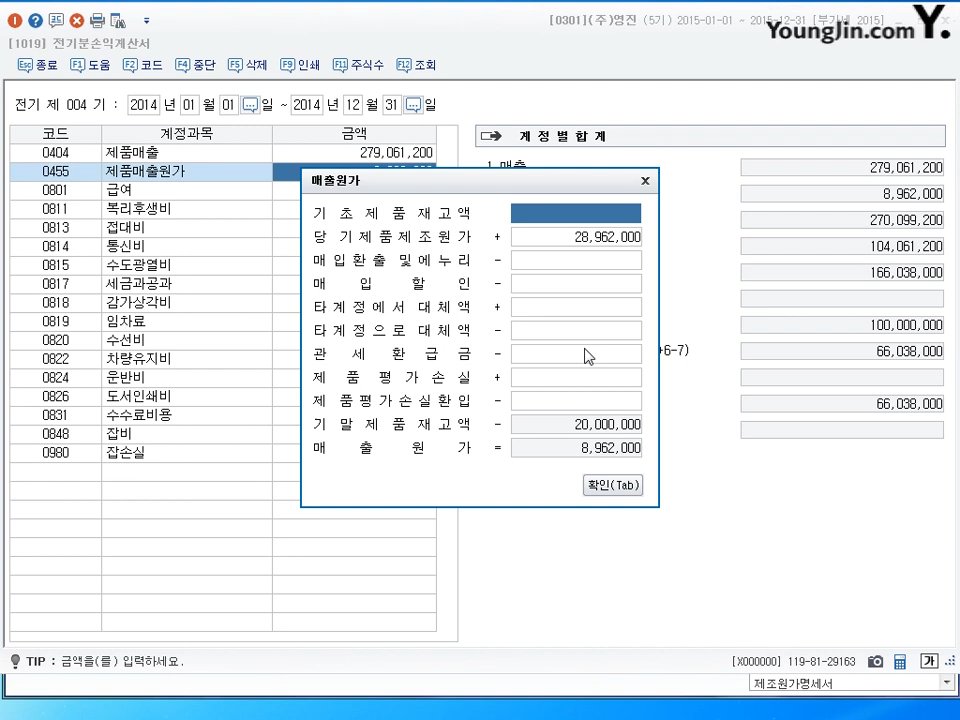 [0301](주)영진 (5기) 2015-01-01 ~ 2015-12-31 [부가세 2015]
YoungJin.com Y.
[1019] 전기분손익계산서
Esc 종료 F1 도움 F2 코드 F4 중단 F5 삭제 F9 인쇄 F11 주식수 F12 조회
전기 제 004 기 : 2014 년 01 월 01 일 ~ 2014 년 12 월 31 일
코드 계정과목 금액
0404 제품매출 279,061,200
0455 제품매출원가
0801 급여
0811 복리후생비
0813 접대비
0814 통신비
0815 수도광열비
0817 세금과공과
0818 감가상각비
0819 임차료
0820 수선비
0822 차량유지비
0824 운반비
0826 도서인쇄비
0831 수수료비용
0848 잡비
0980 잡손실
계 정 별 합 계
1.매출 279,061,200
8,962,000
270,099,200
104,061,200
166,038,000
100,000,000
+6-7) 66,038,000
66,038,000
매출원가 x
기 초 제 품 재 고 액
당 기 제 품 제 조 원 가 + 28,962,000
매 입 환 출 및 에 누 리 -
매 입 할 인 -
타 계 정 에 서 대 체 액 +
타 계 정 으 로 대 체 액 -
관 세 환 급 금 -
제 품 평 가 손 실 +
제 품 평 가 손 실 환 입 -
기 말 제 품 재 고 액 - 20,000,000
매 출 원 가 = 8,962,000
확인(Tab)
TIP : 금액을(를) 입력하세요.
[X000000] 119-81-29163 가
제조원가명세서